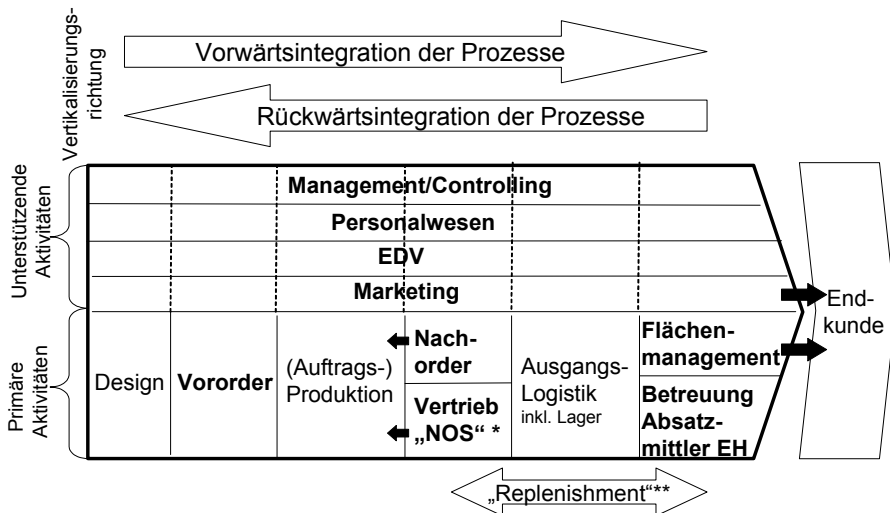 Vertikalisierungs-
richtung
Vorwärtsintegration der Prozesse
Rückwärtsintegration der Prozesse
Unterstützende
Aktivitäten
Management/Controlling
Personalwesen
EDV
Marketing
Primäre
Aktivitäten
Design
Vororder
(Auftrags-)
Produktion
Nach-
order
Vertrieb
„NOS“ *
Ausgangs-
Logistik
inkl. Lager
Flächen-
management
Betreuung
Absatz-
mittler EH
End-
kunde
„Replenishment“**